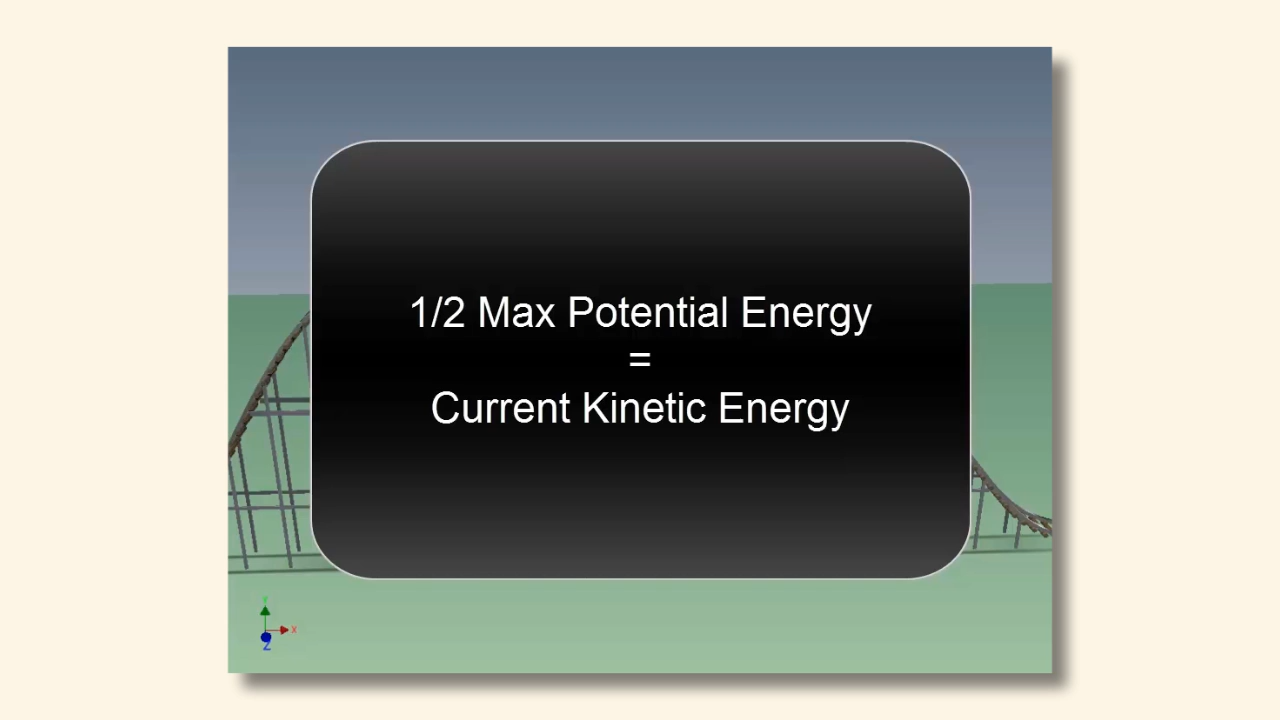 1/2 Max Potential Energy
=
Current Kinetic Energy
Y
X
Z